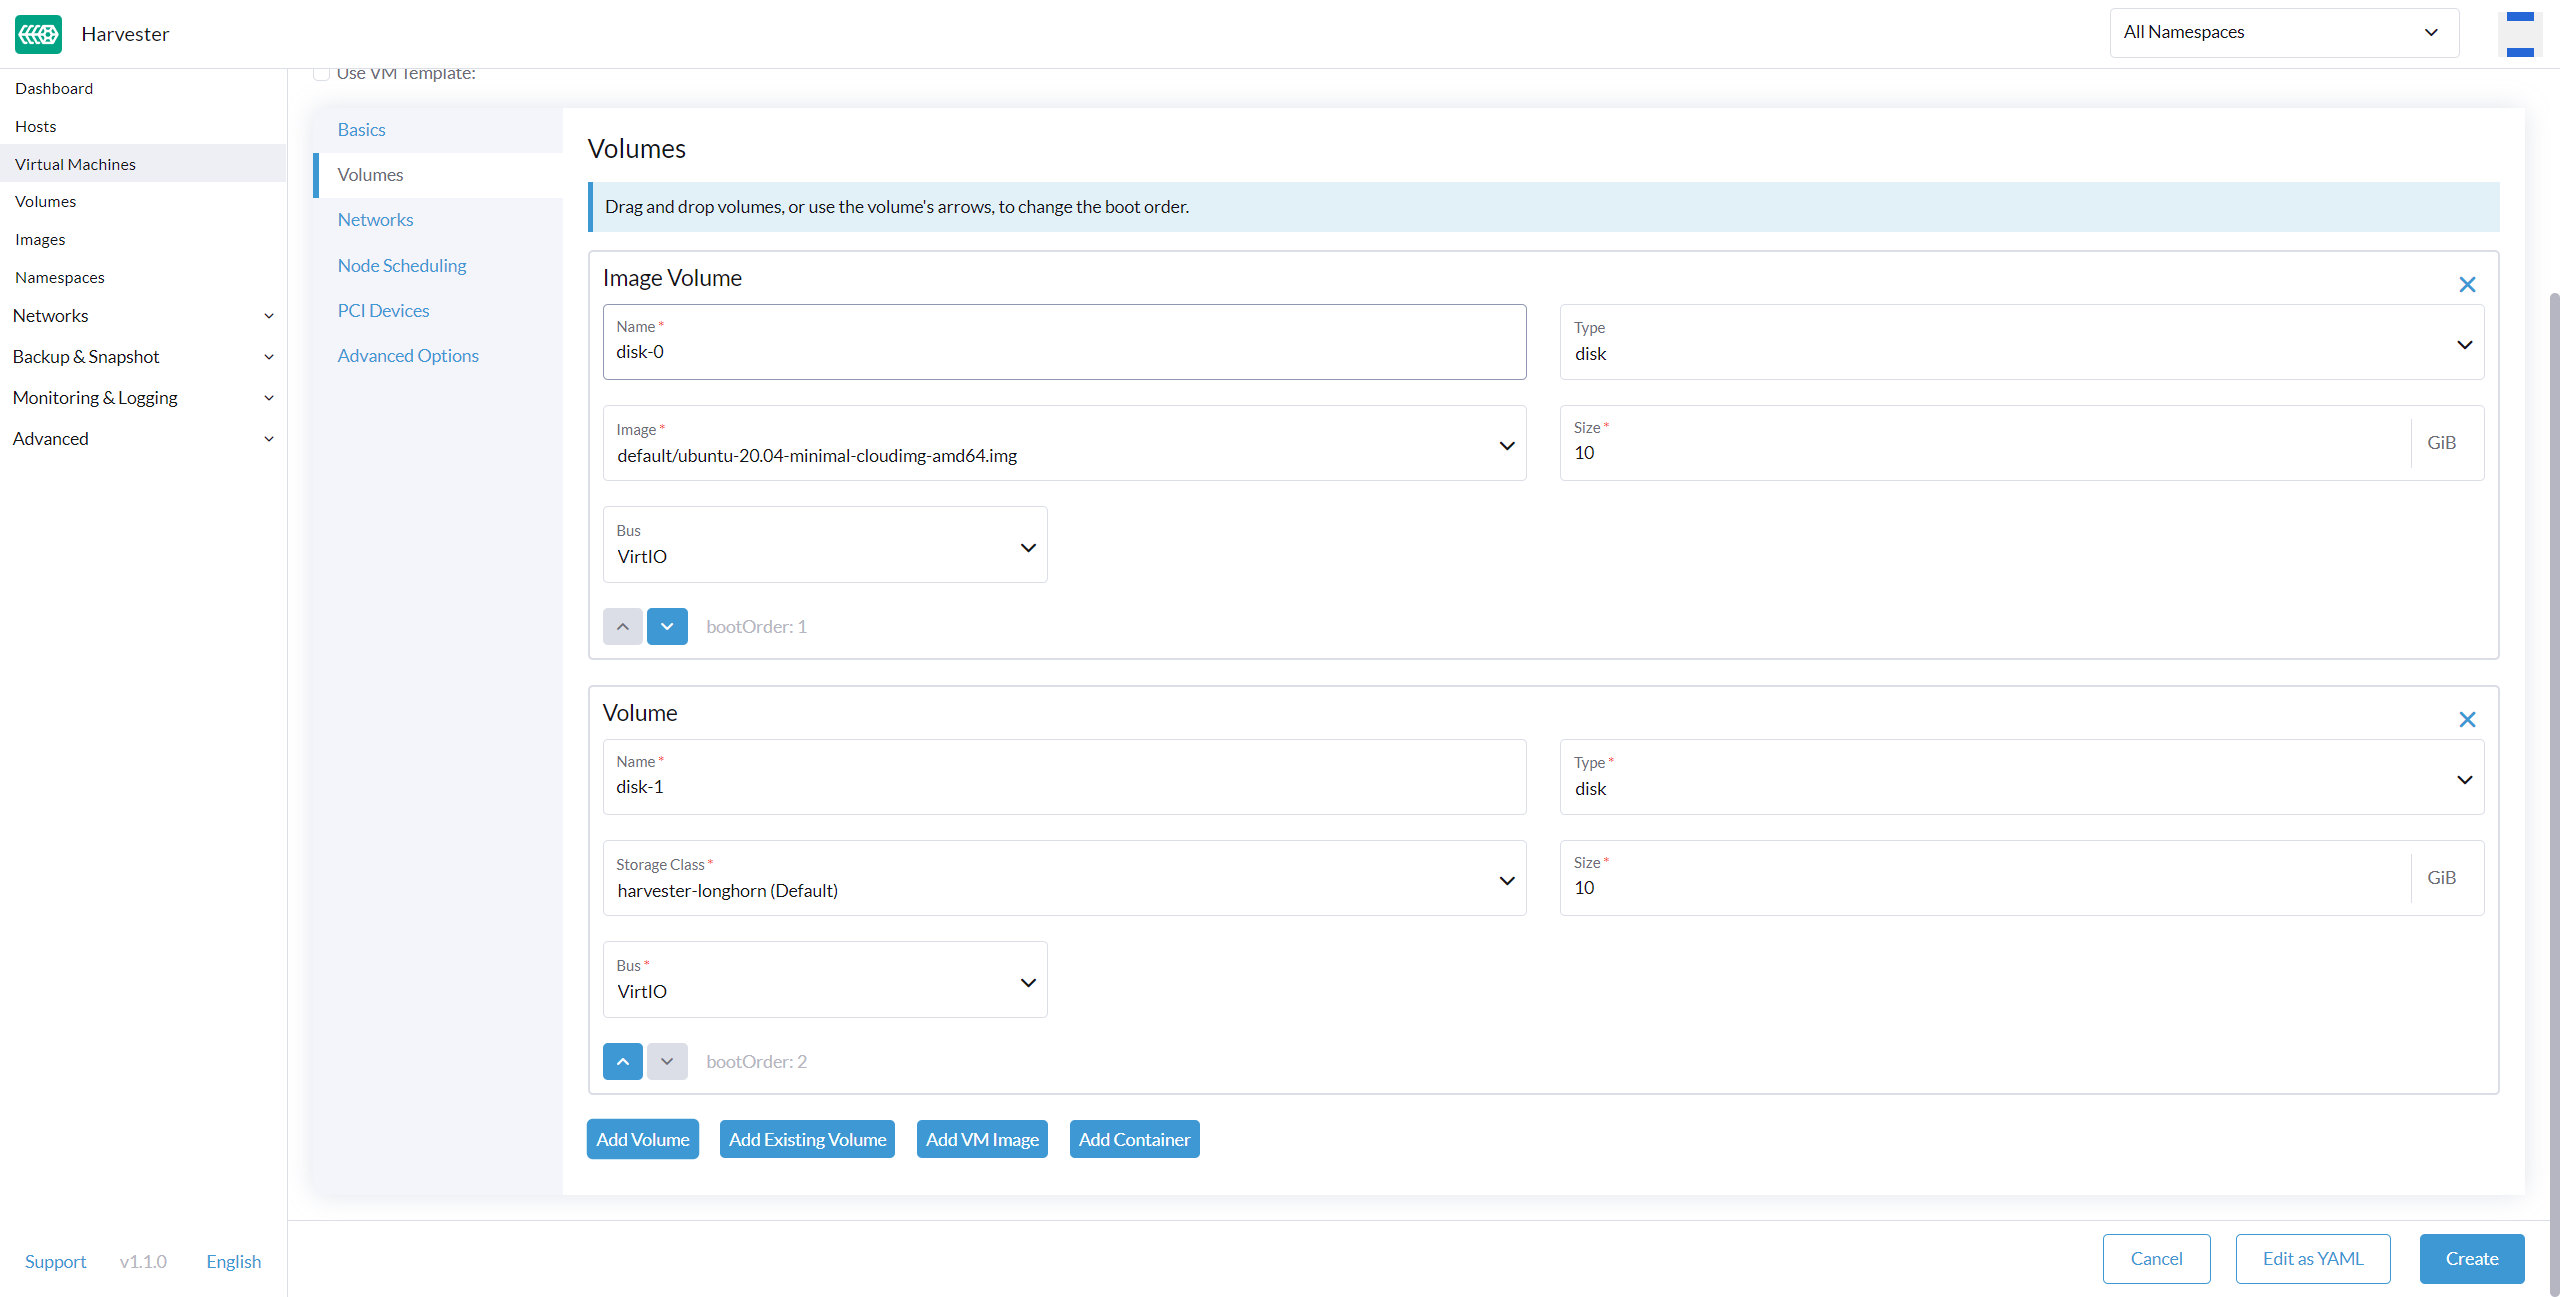 Harvester
All Namespaces
Dashboard
Hosts
Virtual Machines
Volumes
Images
Namespaces
Networks
Backup & Snapshot
Monitoring & Logging
Advanced
Support v1.1.0 English
Use VM Template:
Basics
Volumes
Networks
Node Scheduling
PCI Devices
Advanced Options
Volumes
Drag and drop volumes, or use the volume's arrows, to change the boot order.
Image Volume
Name *
disk-0
Type
disk
Image *
default/ubuntu-20.04-minimal-cloudimg-amd64.img
Size *
10 GiB
Bus
VirtIO
bootOrder: 1
Volume
Name *
disk-1
Type *
disk
Storage Class *
harvester-longhorn (Default)
Size *
10 GiB
Bus *
VirtIO
bootOrder: 2
Add Volume Add Existing Volume Add VM Image Add Container
Cancel Edit as YAML Create